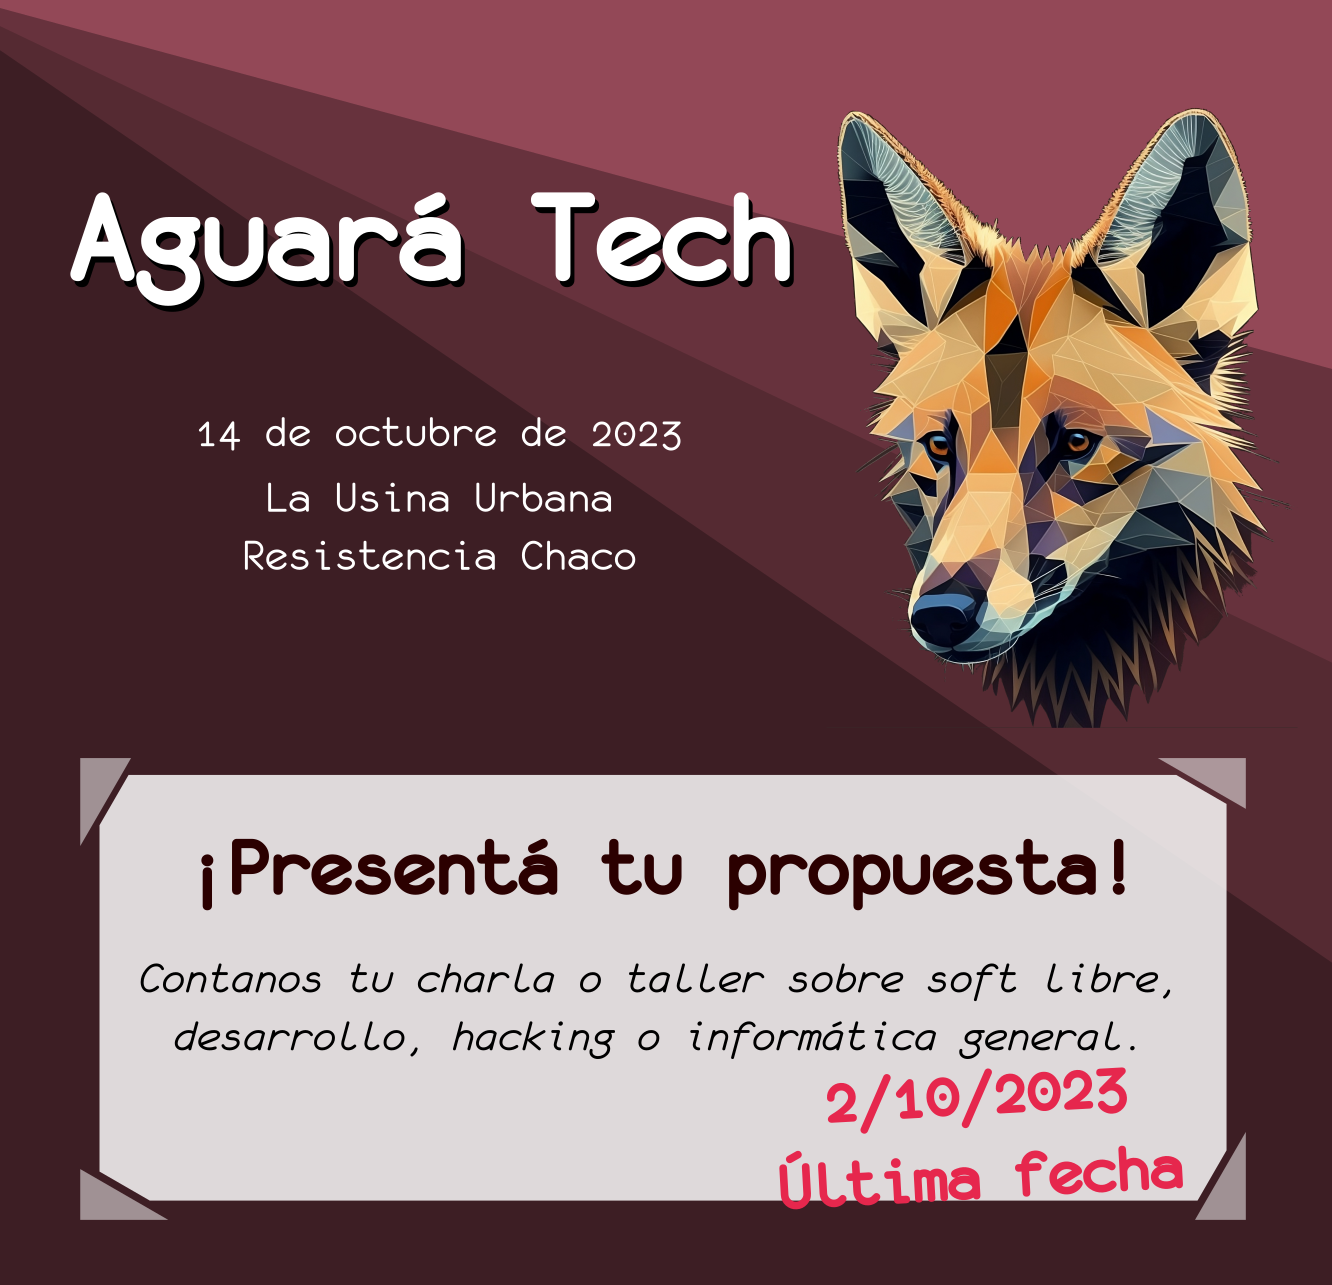 Aguará Tech
14 de octubre de 2023
La Usina Urbana
Resistencia Chaco
¡Presentá tu propuesta!
Contanos tu charla o taller sobre soft libre,
desarrollo, hacking o informática general.
2/10/2023
Última fecha